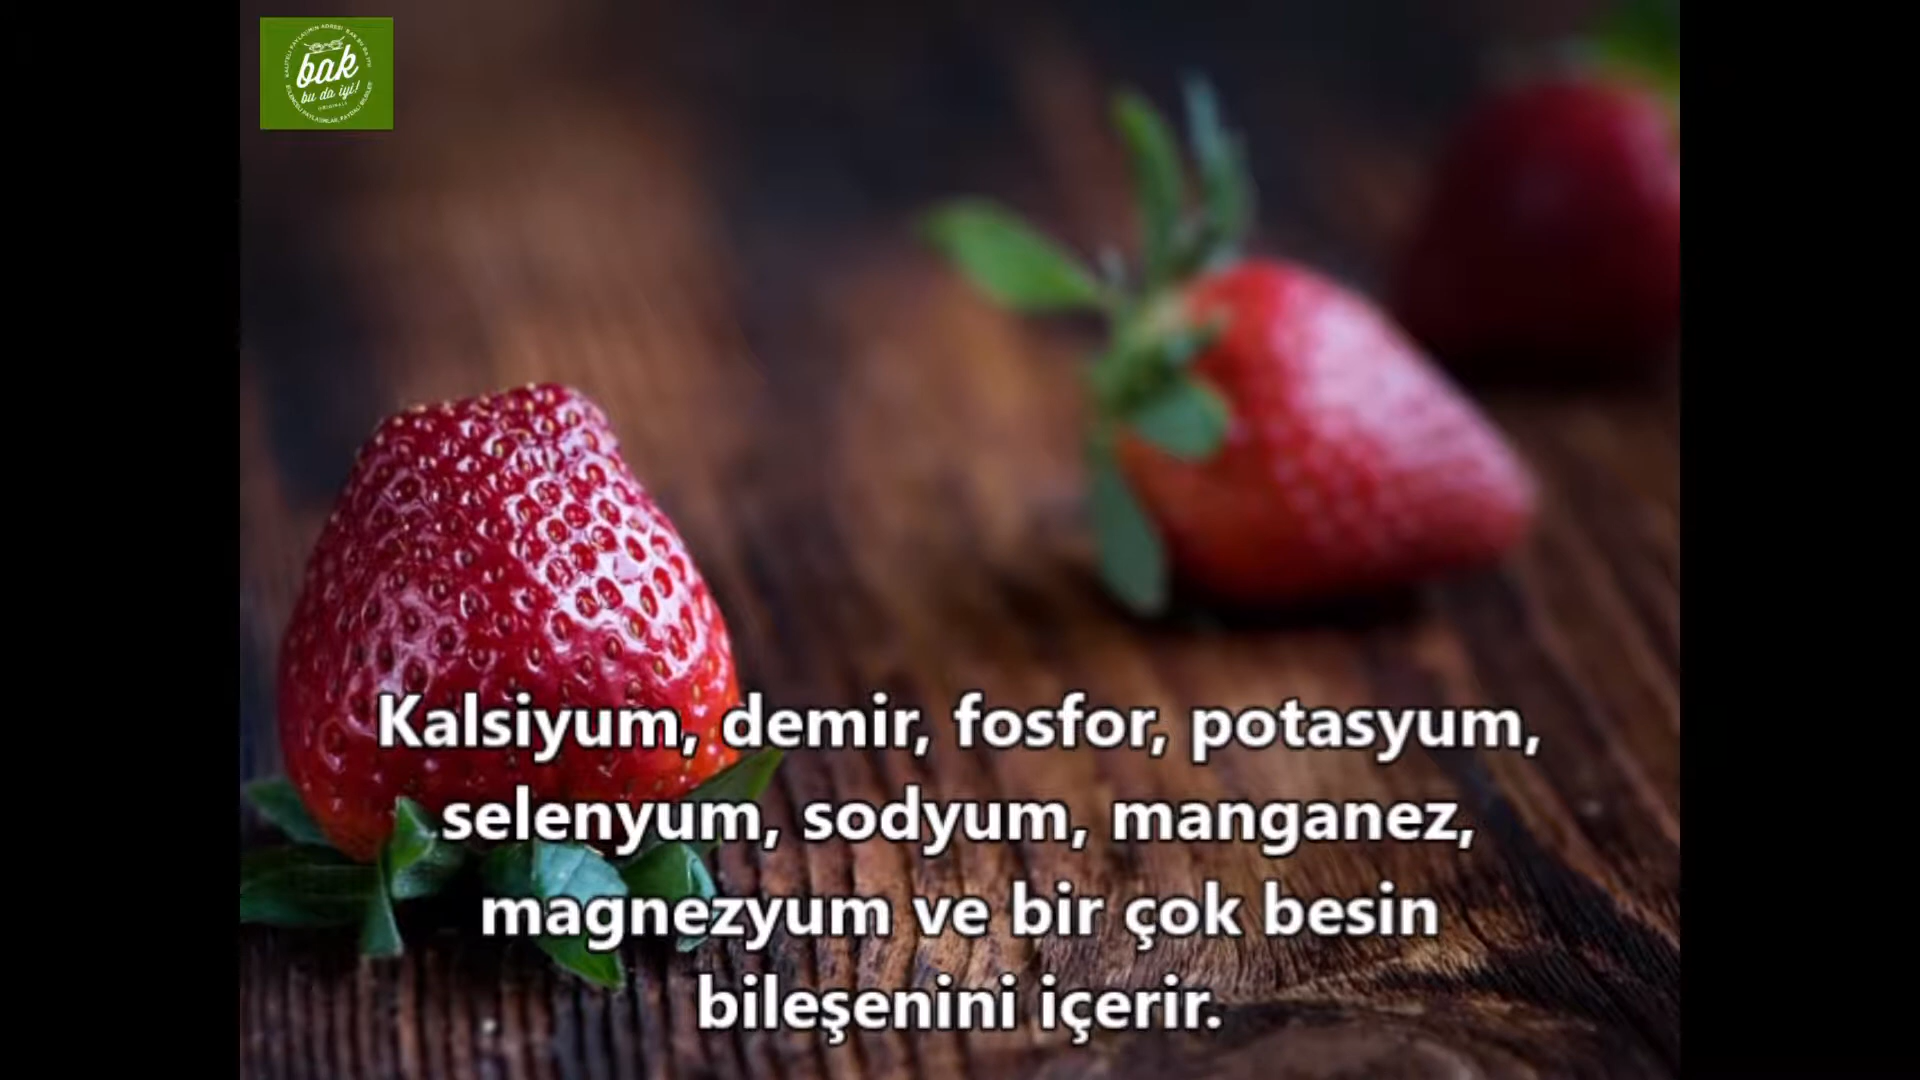 bak
bu da iyi!
Kalsiyum, demir, fosfor, potasyum,
selenyum, sodyum, manganez,
magnezyum ve bir çok besin
bileşenini içerir.